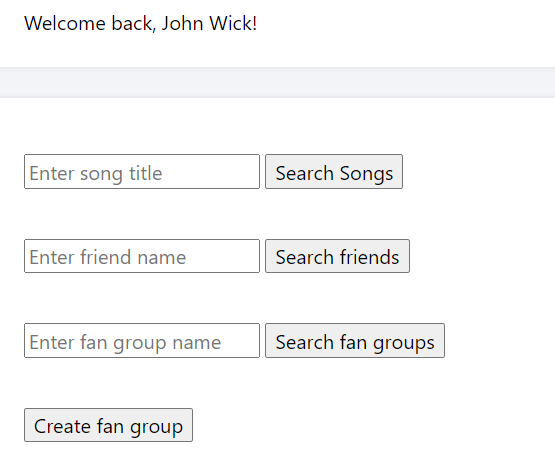 Welcome back, John Wick!
Enter song title Search Songs
Enter friend name Search friends
Enter fan group name Search fan groups
Create fan group